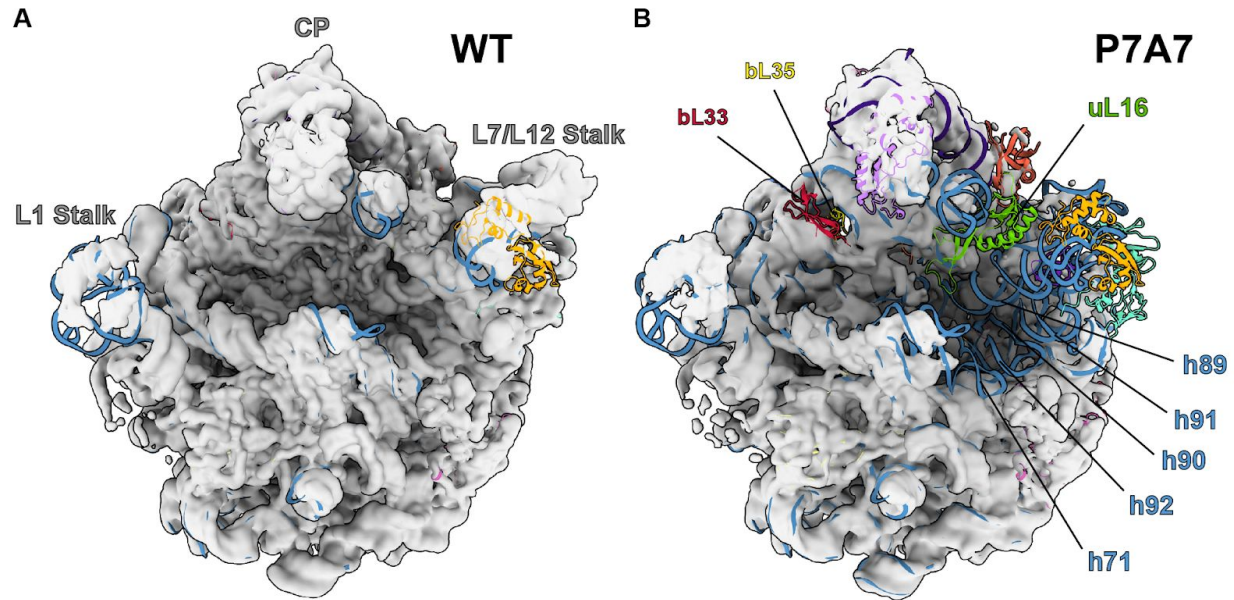 A
CP
WT
L7/L12 Stalk
L1 Stalk
B
P7A7
bL35
bL33
uL16
h89
h91
h90
h92
h71